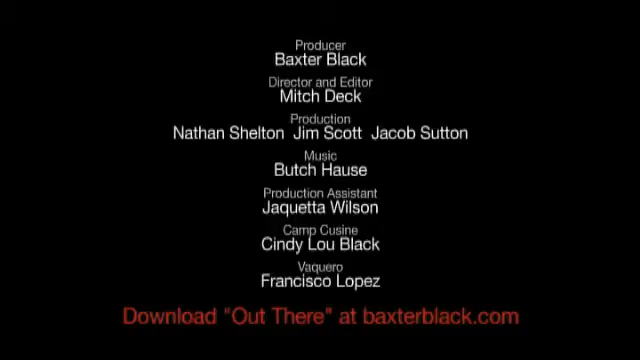 Producer
Baxter Black
Director and Editor
Mitch Deck
Production
Nathan Shelton  Jim Scott  Jacob Sutton
Music
Butch Hause
Production Assistant
Jaquetta Wilson
Camp Cusine
Cindy Lou Black
Vaquero
Francisco Lopez
Download "Out There" at baxterblack.com